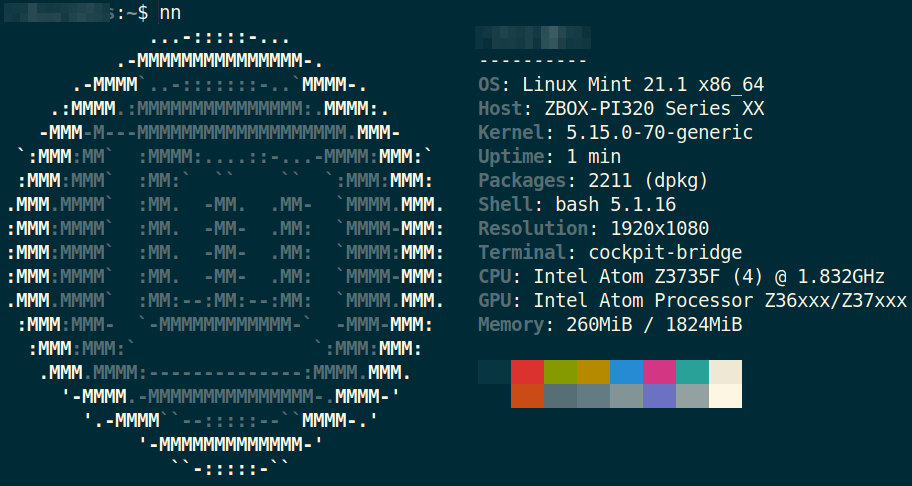 :~$ nn
----------
OS: Linux Mint 21.1 x86_64
Host: ZBOX-PI320 Series XX
Kernel: 5.15.0-70-generic
Uptime: 1 min
Packages: 2211 (dpkg)
Shell: bash 5.1.16
Resolution: 1920x1080
Terminal: cockpit-bridge
CPU: Intel Atom Z3735F (4) @ 1.832GHz
GPU: Intel Atom Processor Z36xxx/Z37xxx
Memory: 260MiB / 1824MiB